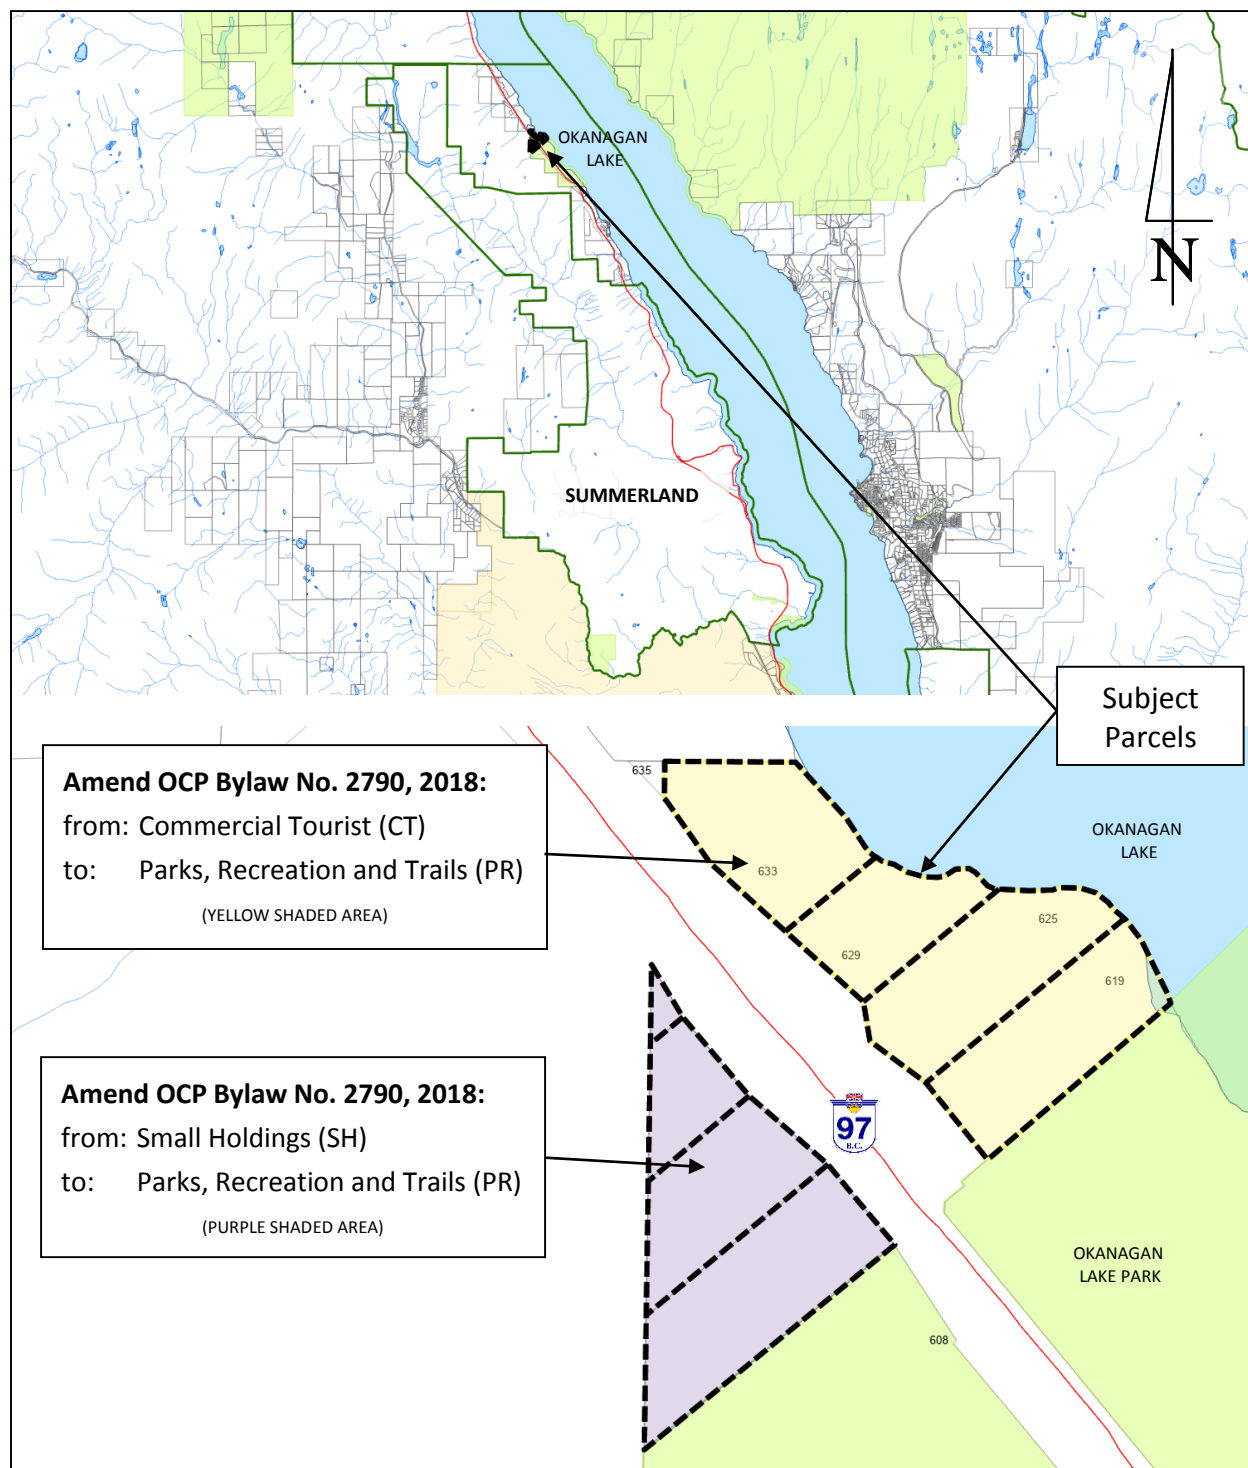 OKANAGAN
LAKE
N
SUMMERLAND
Subject
Parcels
Amend OCP Bylaw No. 2790, 2018:
from: Commercial Tourist (CT)
to: Parks, Recreation and Trails (PR)
(YELLOW SHADED AREA)
635
633
629
625
619
OKANAGAN
LAKE
Amend OCP Bylaw No. 2790, 2018:
from: Small Holdings (SH)
to: Parks, Recreation and Trails (PR)
(PURPLE SHADED AREA)
97
B.C.
OKANAGAN
LAKE PARK
608